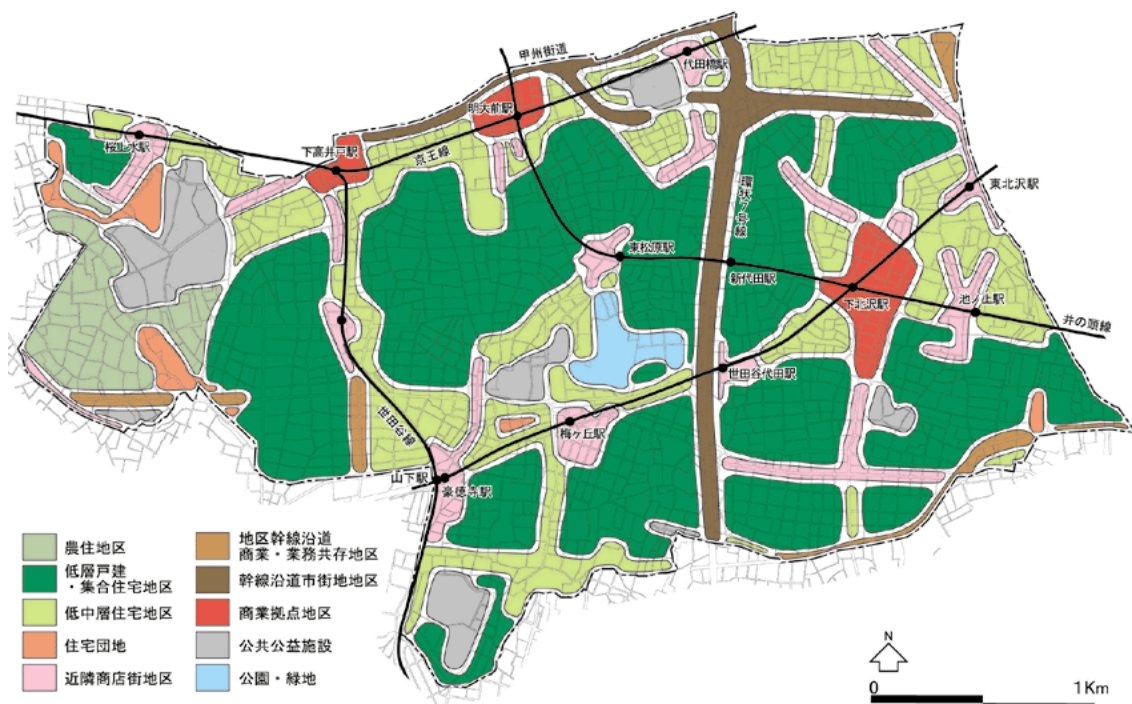 甲州街道
代田橋駅
明大前駅
桜上水駅
下高井戸駅
京王線
環状7号線
東北沢駅
東松原駅
新代田駅
下北沢駅
池ノ上駅
井の頭線
世田谷代田駅
世田谷線
梅ヶ丘駅
山下駅
豪徳寺駅
農住地区
低層戸建
・集合住宅地区
低中層住宅地区
住宅団地
近隣商店街地区
地区幹線沿道
商業・業務共存地区
幹線沿道市街地地区
商業拠点地区
公共公益施設
公園・緑地
N
0
1Km